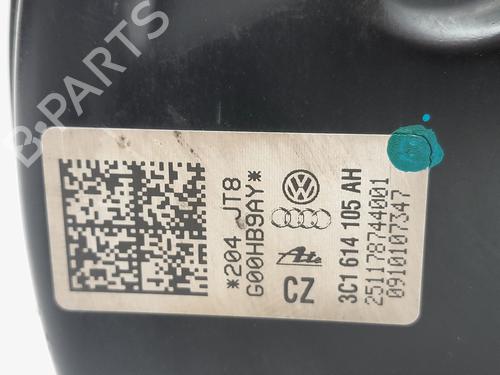 *204 JT8
G00HB9AY*
Ate
CZ
3C1 614 105 AH
251178744001
0910107347
B-PARTS